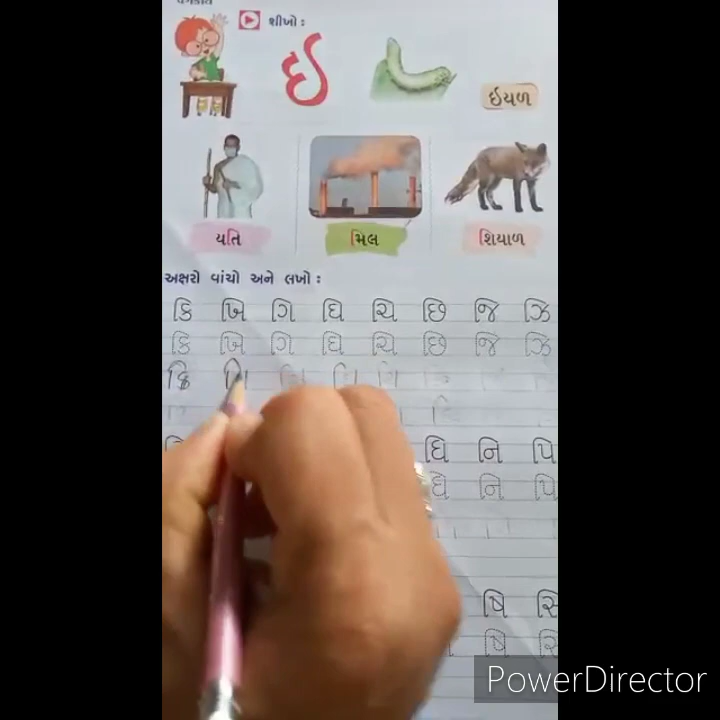 શીખો :
ઈ
ઈયળ
યતિ મિલ શિયાળ
અક્ષરો વાંચો અને લખો :
કિ ખિ ગિ ઘિ ચિ છિ જિ ઝિ
કિ ખિ ગિ ઘિ ચિ છિ જિ ઝિ
કિ
ધિ નિ પિ
ધિ નિ પિ
ષિ સિ
ષિ સિ
PowerDirector